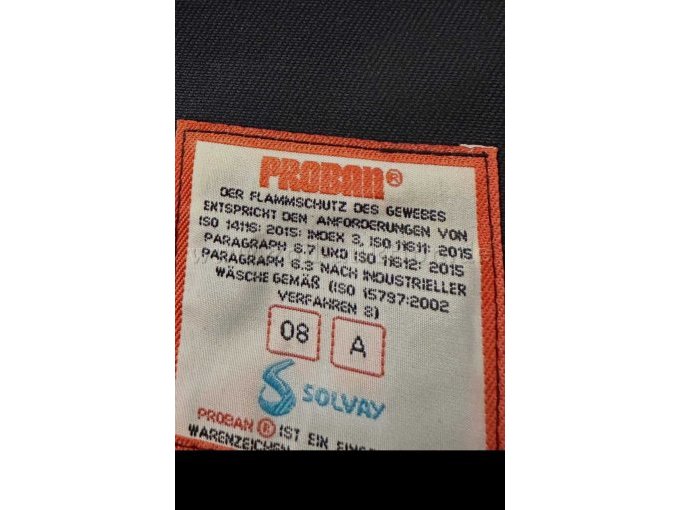 PROBAN®
DER FLAMMSCHUTZ DES GEWEBES
ENTSPRICHT DEN ANFORDERUNGEN VON
ISO 14116: 2015: INDEX 3, ISO 11611: 2015
PARAGRAPH 6.7 UND ISO 11612: 2015
PARAGRAPH 6.3 NACH INDUSTRIELLER
WÄSCHE GEMÄß (ISO 15797:2002
VERFAHREN 8)
08 A
SOLVAY
PROBAN ® IST EIN
WARENZEICHEN